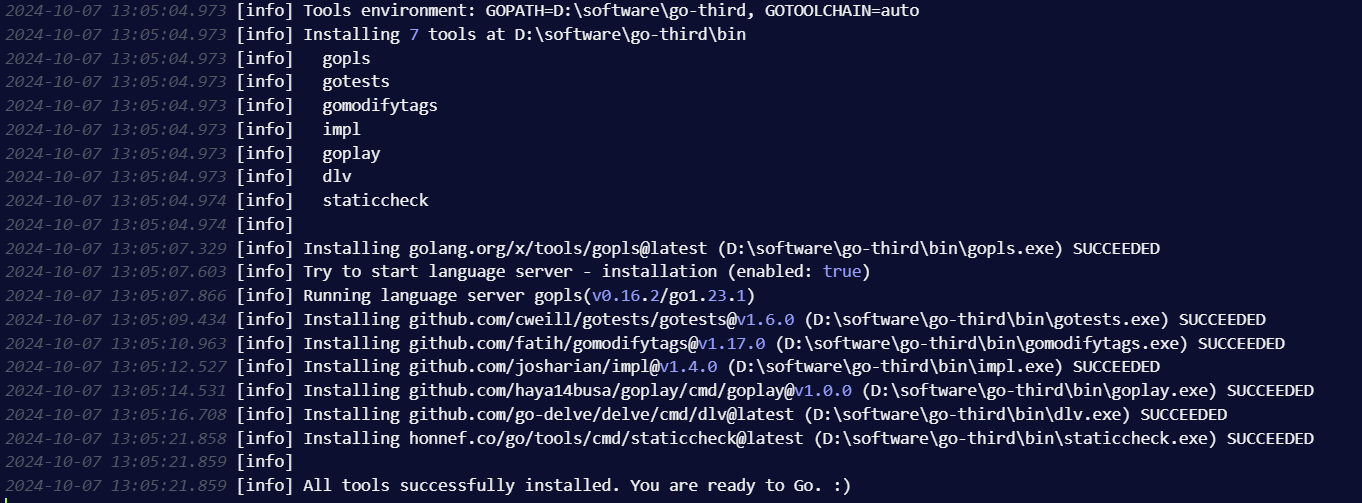 2024-10-07 13:05:04.973 [info] Tools environment: GOPATH=D:\software\go-third, GOTOOLCHAIN=auto
2024-10-07 13:05:04.973 [info] Installing 7 tools at D:\software\go-third\bin
2024-10-07 13:05:04.973 [info]   gopls
2024-10-07 13:05:04.973 [info]   gotests
2024-10-07 13:05:04.973 [info]   gomodifytags
2024-10-07 13:05:04.973 [info]   impl
2024-10-07 13:05:04.973 [info]   goplay
2024-10-07 13:05:04.973 [info]   dlv
2024-10-07 13:05:04.974 [info]   staticcheck
2024-10-07 13:05:04.974 [info]
2024-10-07 13:05:07.329 [info] Installing golang.org/x/tools/gopls@latest (D:\software\go-third\bin\gopls.exe) SUCCEEDED
2024-10-07 13:05:07.603 [info] Try to start language server - installation (enabled: true)
2024-10-07 13:05:07.866 [info] Running language server gopls(v0.16.2/go1.23.1)
2024-10-07 13:05:09.434 [info] Installing github.com/cweill/gotests/gotests@v1.6.0 (D:\software\go-third\bin\gotests.exe) SUCCEEDED
2024-10-07 13:05:10.963 [info] Installing github.com/fatih/gomodifytags@v1.17.0 (D:\software\go-third\bin\gomodifytags.exe) SUCCEEDED
2024-10-07 13:05:12.527 [info] Installing github.com/josharian/impl@v1.4.0 (D:\software\go-third\bin\impl.exe) SUCCEEDED
2024-10-07 13:05:14.531 [info] Installing github.com/haya14busa/goplay/cmd/goplay@v1.0.0 (D:\software\go-third\bin\goplay.exe) SUCCEEDED
2024-10-07 13:05:16.708 [info] Installing github.com/go-delve/delve/cmd/dlv@latest (D:\software\go-third\bin\dlv.exe) SUCCEEDED
2024-10-07 13:05:21.858 [info] Installing honnef.co/go/tools/cmd/staticcheck@latest (D:\software\go-third\bin\staticcheck.exe) SUCCEEDED
2024-10-07 13:05:21.859 [info]
2024-10-07 13:05:21.859 [info] All tools successfully installed. You are ready to Go. :)